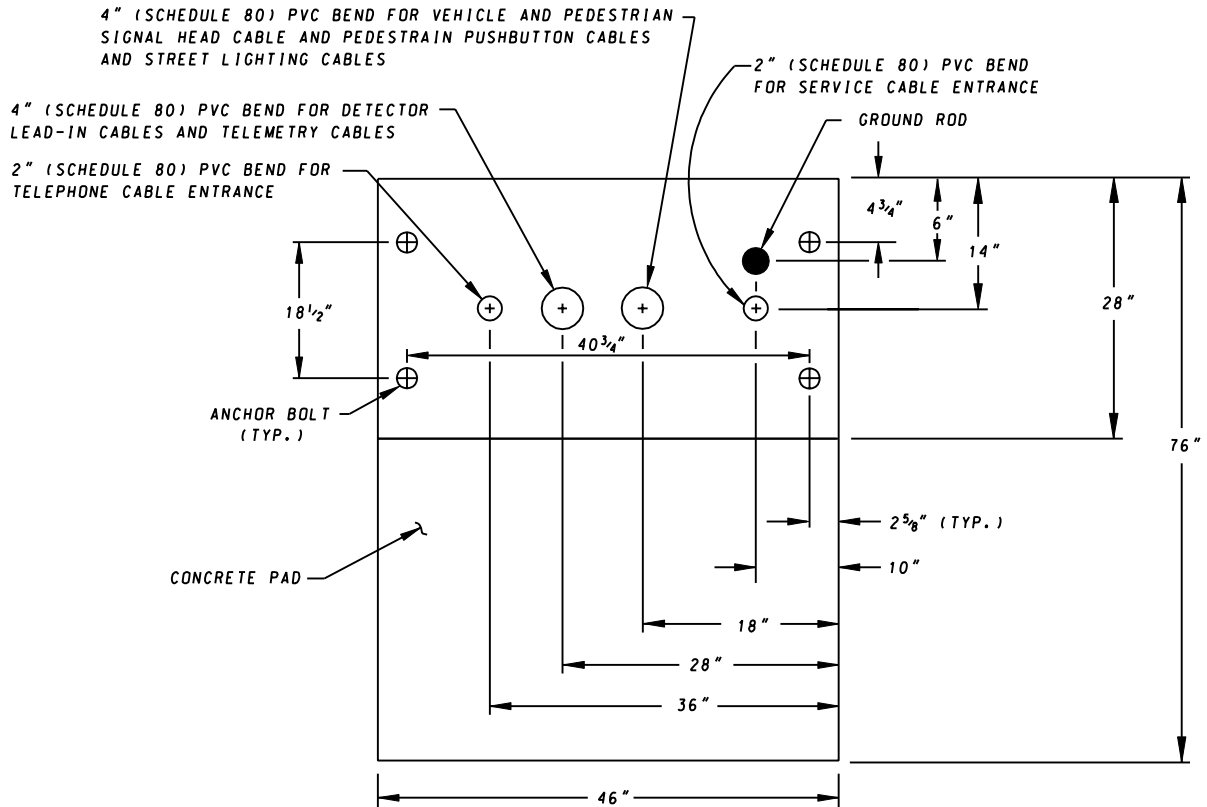 4" (SCHEDULE 80) PVC BEND FOR VEHICLE AND PEDESTRIAN
SIGNAL HEAD CABLE AND PEDESTRAIN PUSHBUTTON CABLES
AND STREET LIGHTING CABLES
2" (SCHEDULE 80) PVC BEND
FOR SERVICE CABLE ENTRANCE
4" (SCHEDULE 80) PVC BEND FOR DETECTOR
LEAD-IN CABLES AND TELEMETRY CABLES
GROUND ROD
2" (SCHEDULE 80) PVC BEND FOR
TELEPHONE CABLE ENTRANCE
4 3/4"
6"
14"
18 1/2"
28"
40 3/4"
ANCHOR BOLT
(TYP.)
76"
2 5/8" (TYP.)
10"
CONCRETE PAD
18"
28"
36"
46"